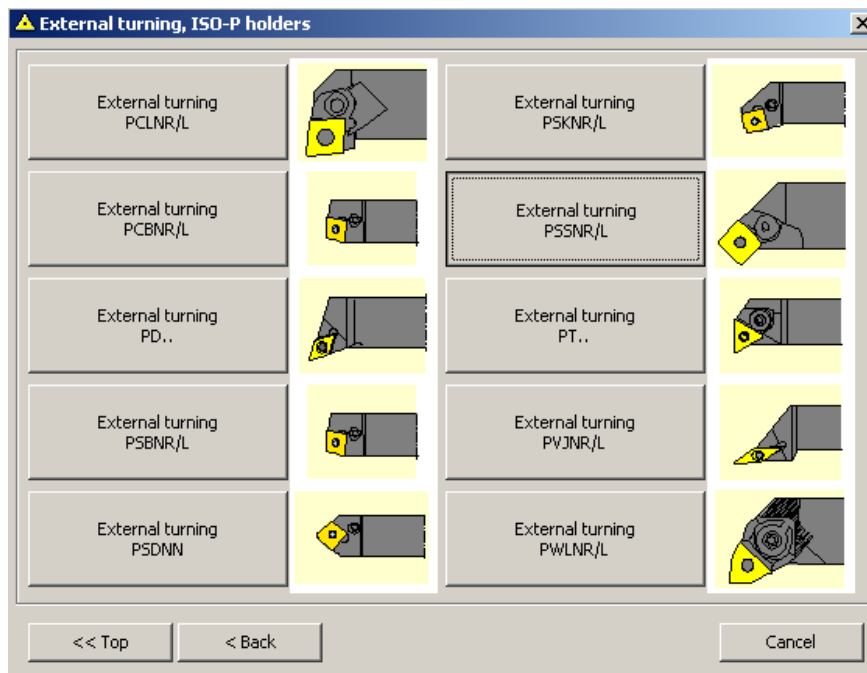 External turning, ISO-P holders
External turning
PCLNR/L
External turning
PSKNR/L
External turning
PCBNR/L
External turning
PSSNR/L
External turning
PD..
External turning
PT..
External turning
PSBNR/L
External turning
PVJNR/L
External turning
PSDNN
External turning
PWLNR/L
<< Top
< Back
Cancel